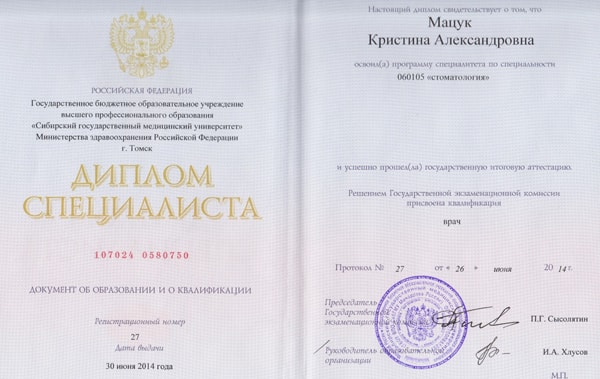 РОССИЙСКАЯ ФЕДЕРАЦИЯ
Государственное бюджетное образовательное учреждение
высшего профессионального образования
«Сибирский государственный медицинский университет»
Министерства здравоохранения Российской Федерации
г. Томск
ДИПЛОМ
СПЕЦИАЛИСТА
107024 0580750
ДОКУМЕНТ ОБ ОБРАЗОВАНИИ И О КВАЛИФИКАЦИИ
Регистрационный номер
27
Дата выдачи
30 июня 2014 года
Настоящий диплом свидетельствует о том, что
Мацук
Кристина Александровна
освоил(а) программу специалитета по специальности
060105 «стоматология»
и успешно прошел(ла) государственную итоговую аттестацию.
Решением Государственной экзаменационной комиссии
присвоена квалификация
врач
Протокол № 27 от « 26 » июня 20 14 г.
Председатель
Государственной
экзаменационной
П.Г. Сысолятин
Руководитель образовательной
организации
И.А. Хлусов
М.П.